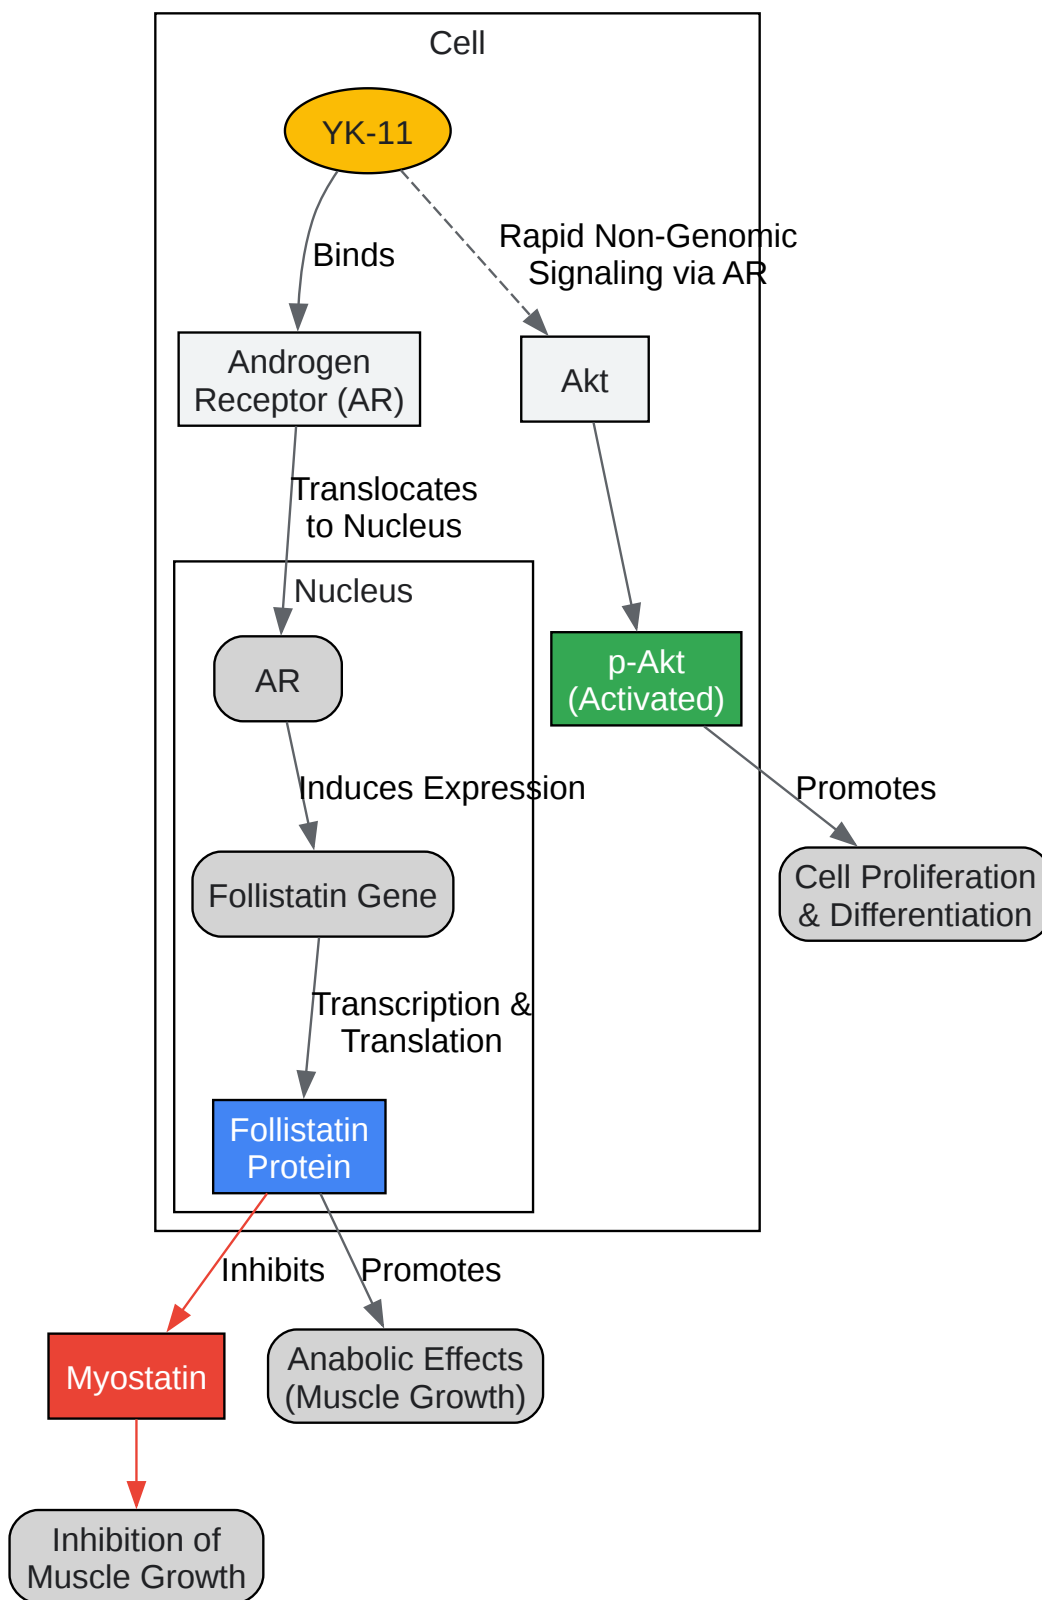 Cell
YK-11
Binds
Rapid Non-Genomic
Signaling via AR
Androgen
Receptor (AR)
Akt
Translocates
to Nucleus
Nucleus
AR
p-Akt
(Activated)
Induces Expression
Promotes
Follistatin Gene
Cell Proliferation
& Differentiation
Transcription &
Translation
Follistatin
Protein
Inhibits
Promotes
Myostatin
Anabolic Effects
(Muscle Growth)
Inhibition of
Muscle Growth